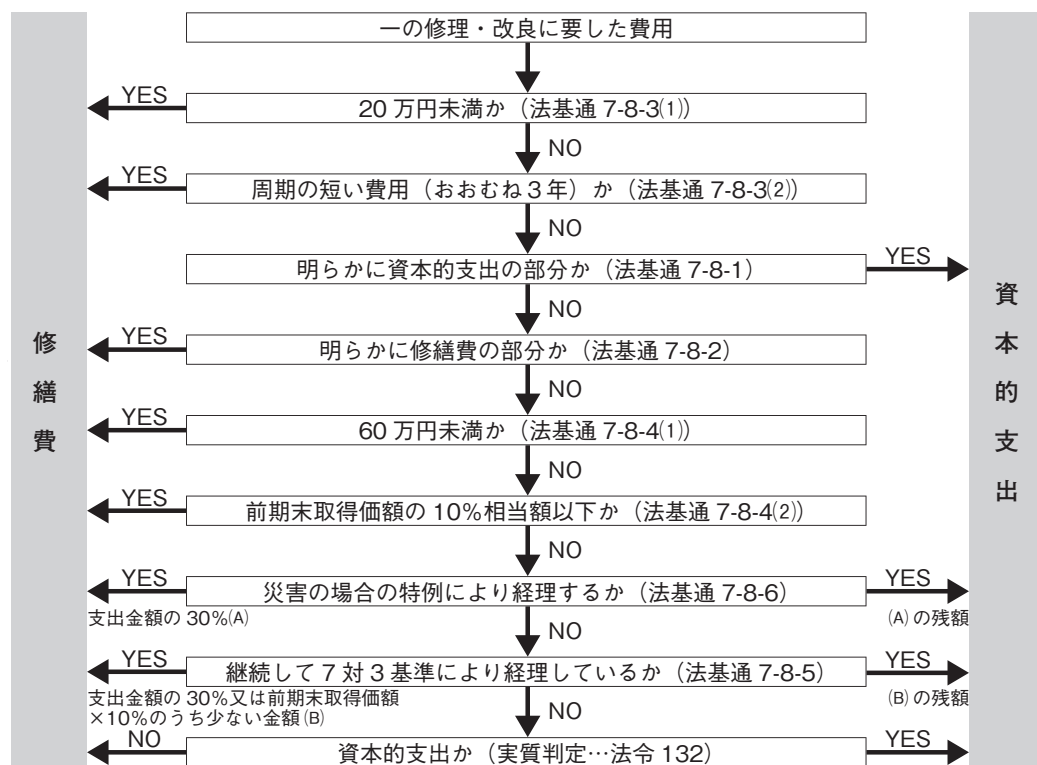 一の修理・改良に要した費用
YES
20万円未満か（法基通7-8-3⑴）
NO
YES
周期の短い費用（おおむね3年）か（法基通7-8-3⑵）
NO
明らかに資本的支出の部分か（法基通7-8-1）
YES
NO
YES
明らかに修繕費の部分か（法基通7-8-2）
NO
YES
60万円未満か（法基通7-8-4⑴）
NO
YES
前期末取得価額の10％相当額以下か（法基通7-8-4⑵）
NO
YES
災害の場合の特例により経理するか（法基通7-8-6）
YES
支出金額の30％(A)
(A)の残額
NO
YES
継続して7対3基準により経理しているか（法基通7-8-5）
YES
支出金額の30％又は前期末取得価額
×10％のうち少ない金額(B)
(B)の残額
NO
NO
資本的支出か（実質判定…法令132）
YES
修繕費
資本的支出